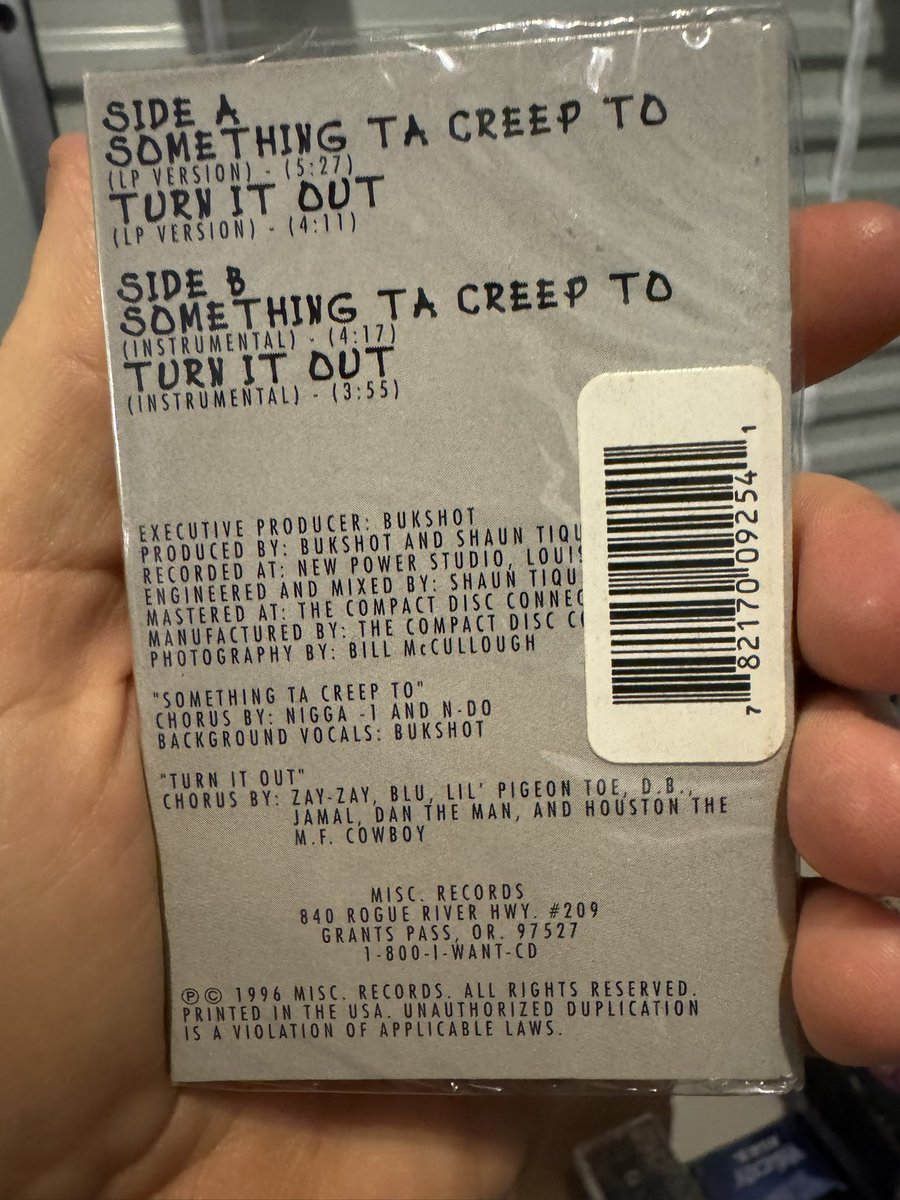 SIDE A
SOMETHING TA CREEP TO
(LP VERSION) - (5:27)
TURN IT OUT
(LP VERSION) - (4:11)
SIDE B
SOMETHING TA CREEP TO
(INSTRUMENTAL) - (4:17)
TURN IT OUT
(INSTRUMENTAL) - (3:55)
EXECUTIVE PRODUCER: BUKSHOT
PRODUCED BY: BUKSHOT AND SHAUN TIQU
RECORDED AT: NEW POWER STUDIO, LOUIS
ENGINEERED AND MIXED BY: SHAUN TIQU
MASTERED AT: THE COMPACT DISC CONNEC
MANUFACTURED BY: THE COMPACT DISC C
PHOTOGRAPHY BY: BILL McCULLOUGH
"SOMETHING TA CREEP TO"
CHORUS BY: NIGGA -1 AND N-DO
BACKGROUND VOCALS: BUKSHOT
"TURN IT OUT"
CHORUS BY: ZAY-ZAY, BLU, LIL' PIGEON TOE, D.B.,
JAMAL, DAN THE MAN, AND HOUSTON THE
M.F. COWBOY
MISC. RECORDS
840 ROGUE RIVER HWY. #209
GRANTS PASS, OR. 97527
1-800-I-WANT-CD
℗ © 1996 MISC. RECORDS. ALL RIGHTS RESERVED.
PRINTED IN THE USA. UNAUTHORIZED DUPLICATION
IS A VIOLATION OF APPLICABLE LAWS.
7 82170 09254 1